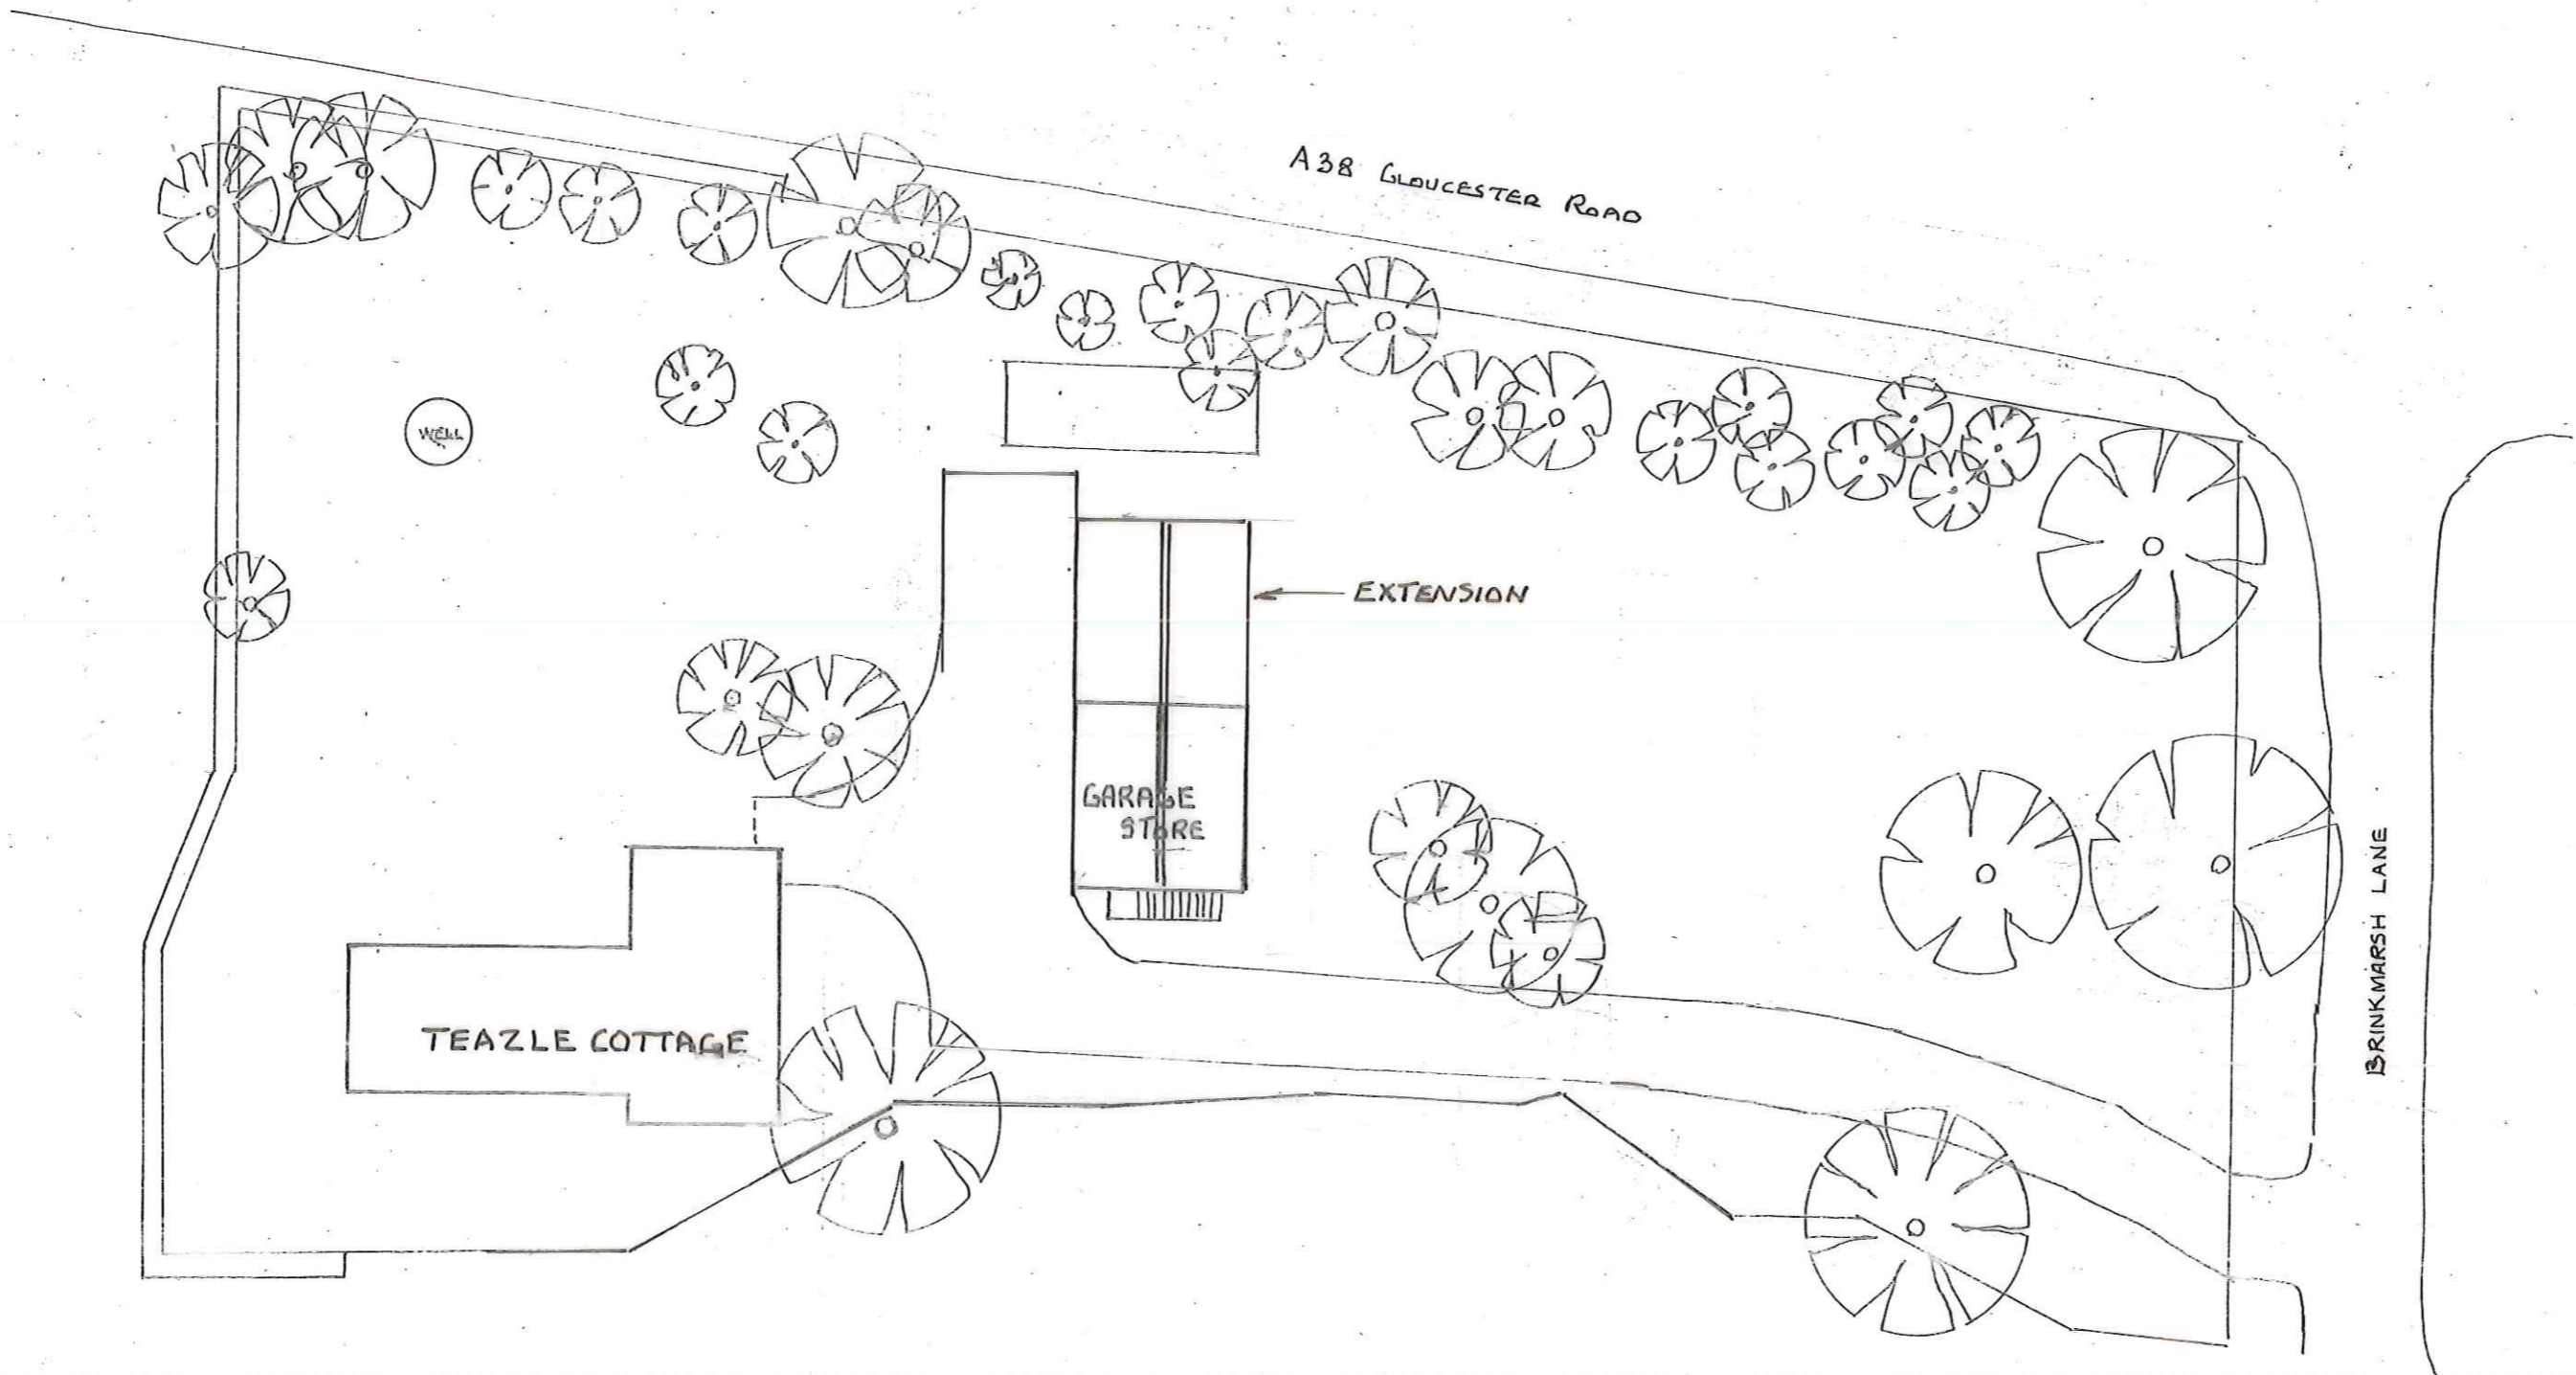 A38 GLOUCESTER ROAD
WELL
EXTENSION
GARAGE
STORE
TEAZLE COTTAGE
BRINKMARSH LANE